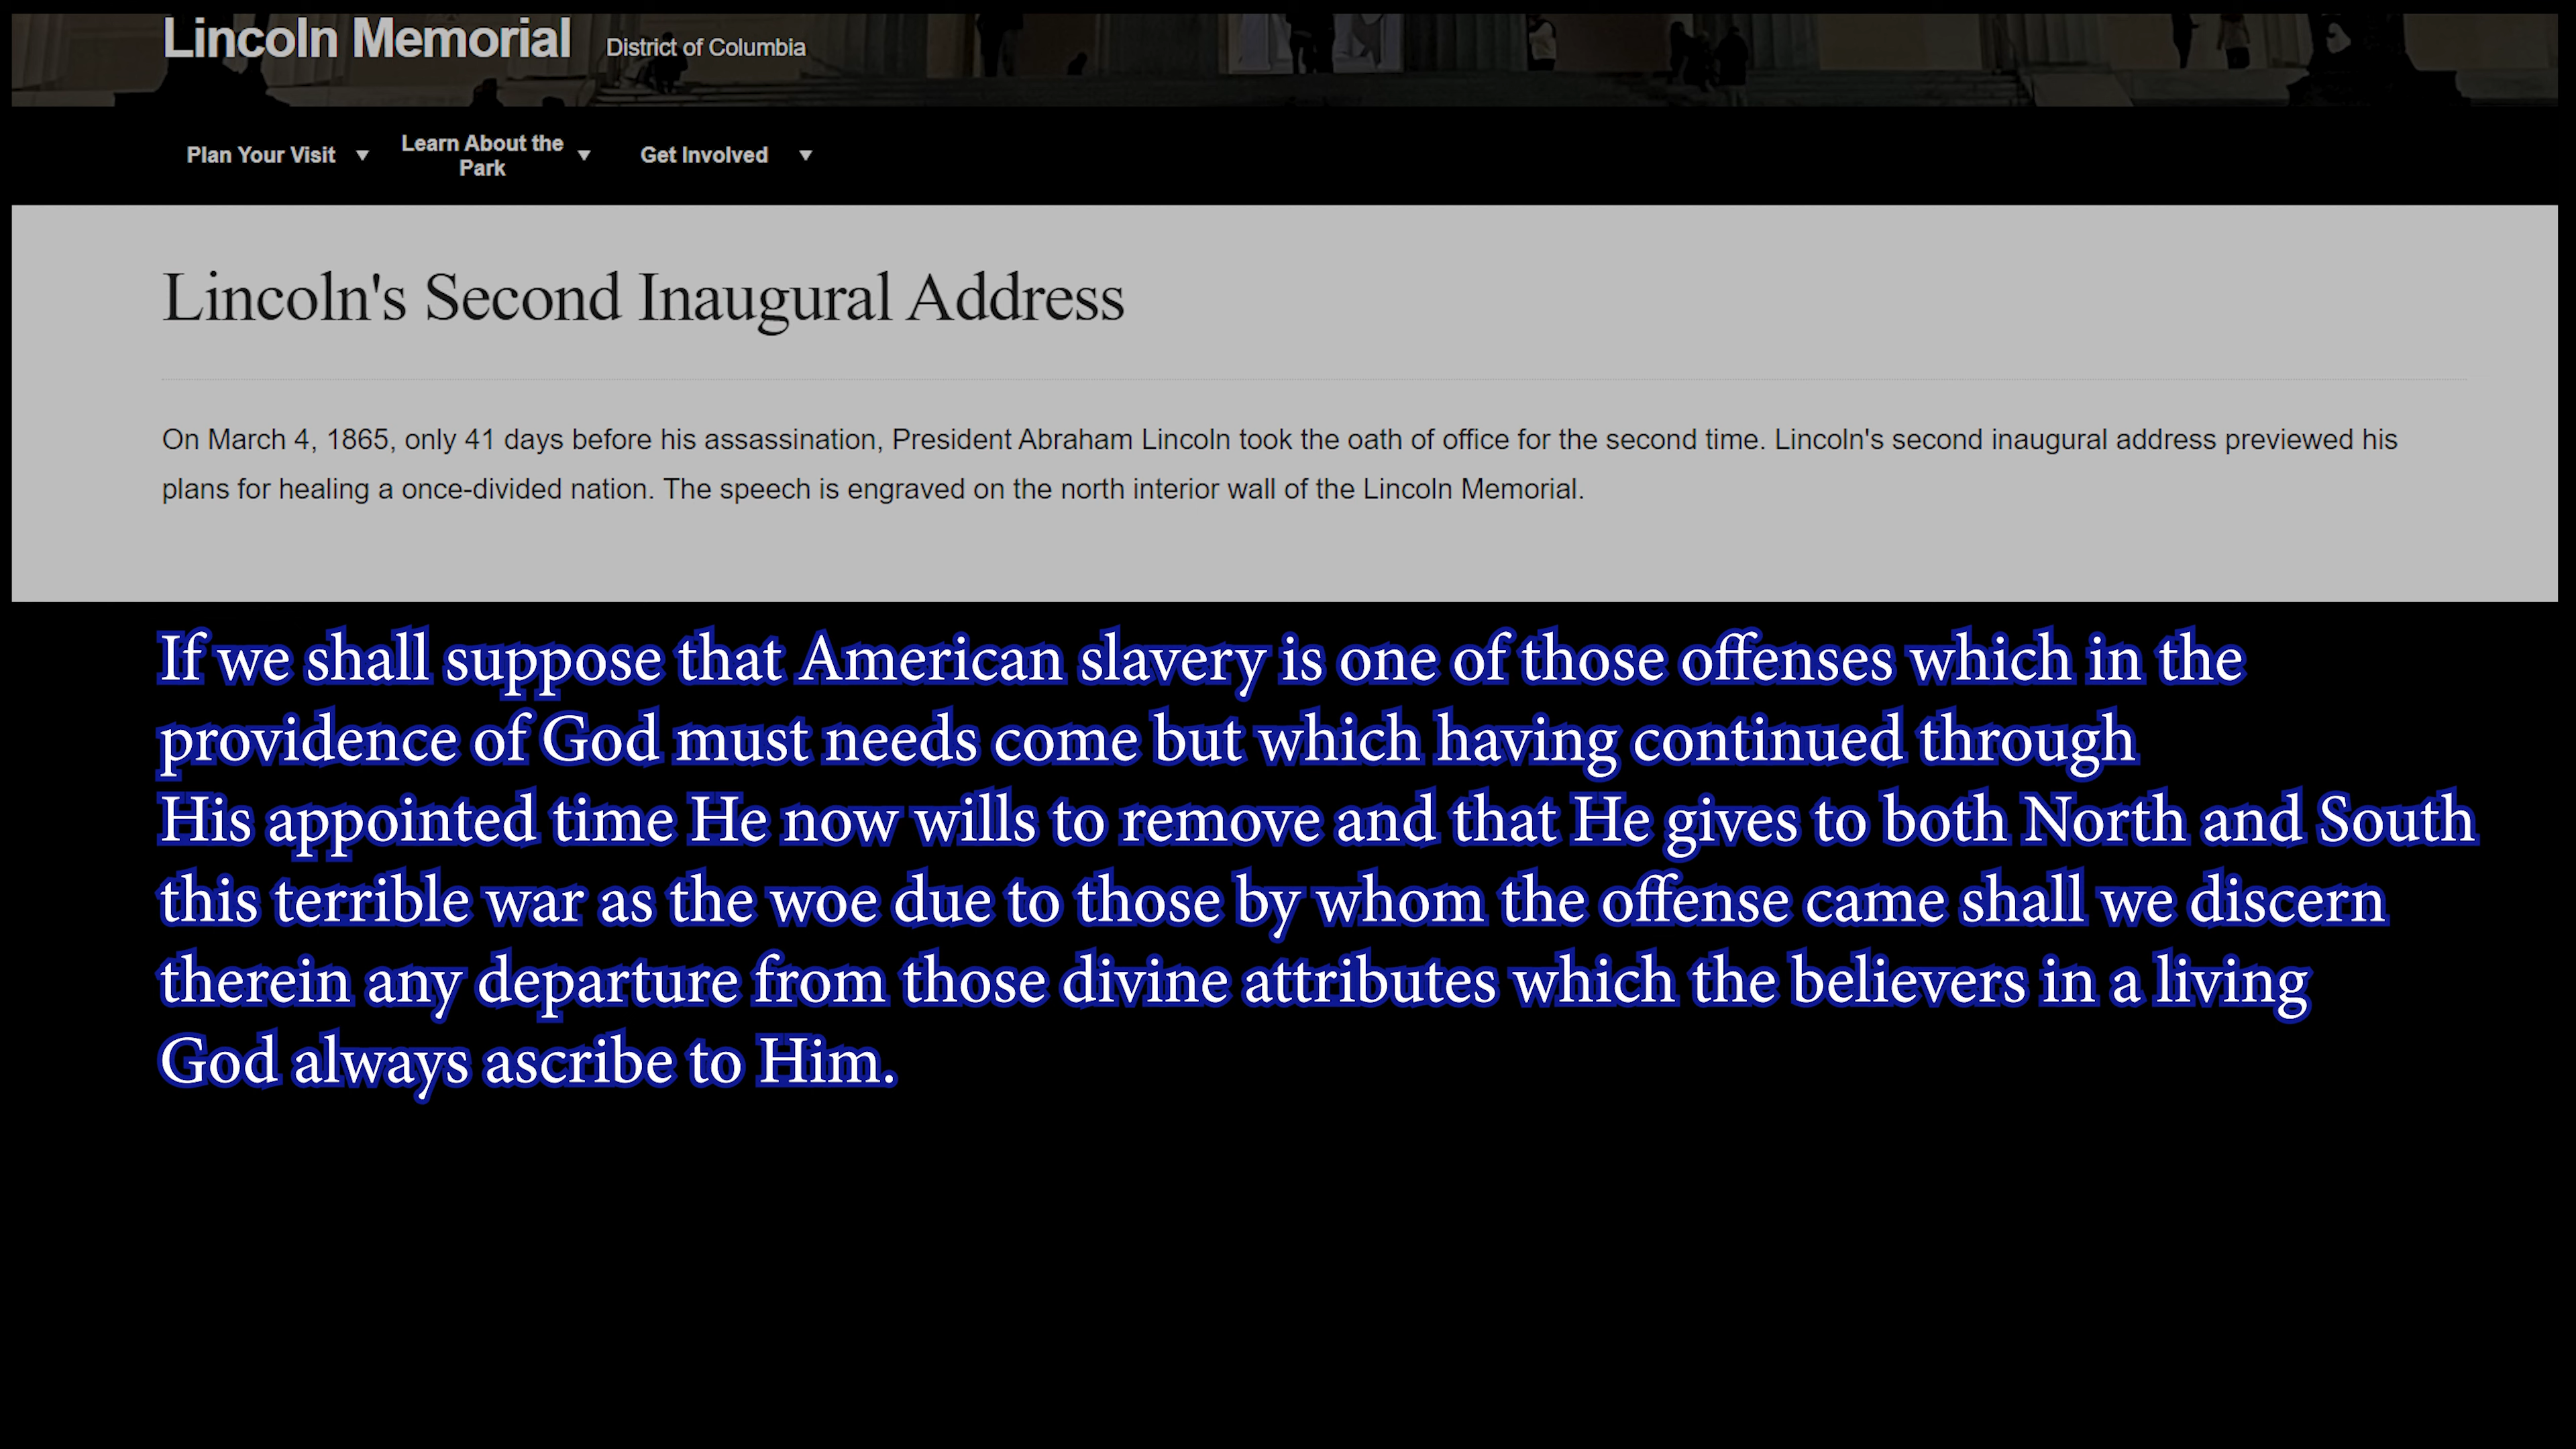 Lincoln Memorial District of Columbia
Plan Your Visit Learn About the Park Get Involved
Lincoln's Second Inaugural Address
On March 4, 1865, only 41 days before his assassination, President Abraham Lincoln took the oath of office for the second time. Lincoln's second inaugural address previewed his
plans for healing a once-divided nation. The speech is engraved on the north interior wall of the Lincoln Memorial.
If we shall suppose that American slavery is one of those offenses which in the
providence of God must needs come but which having continued through
His appointed time He now wills to remove and that He gives to both North and South
this terrible war as the woe due to those by whom the offense came shall we discern
therein any departure from those divine attributes which the believers in a living
God always ascribe to Him.